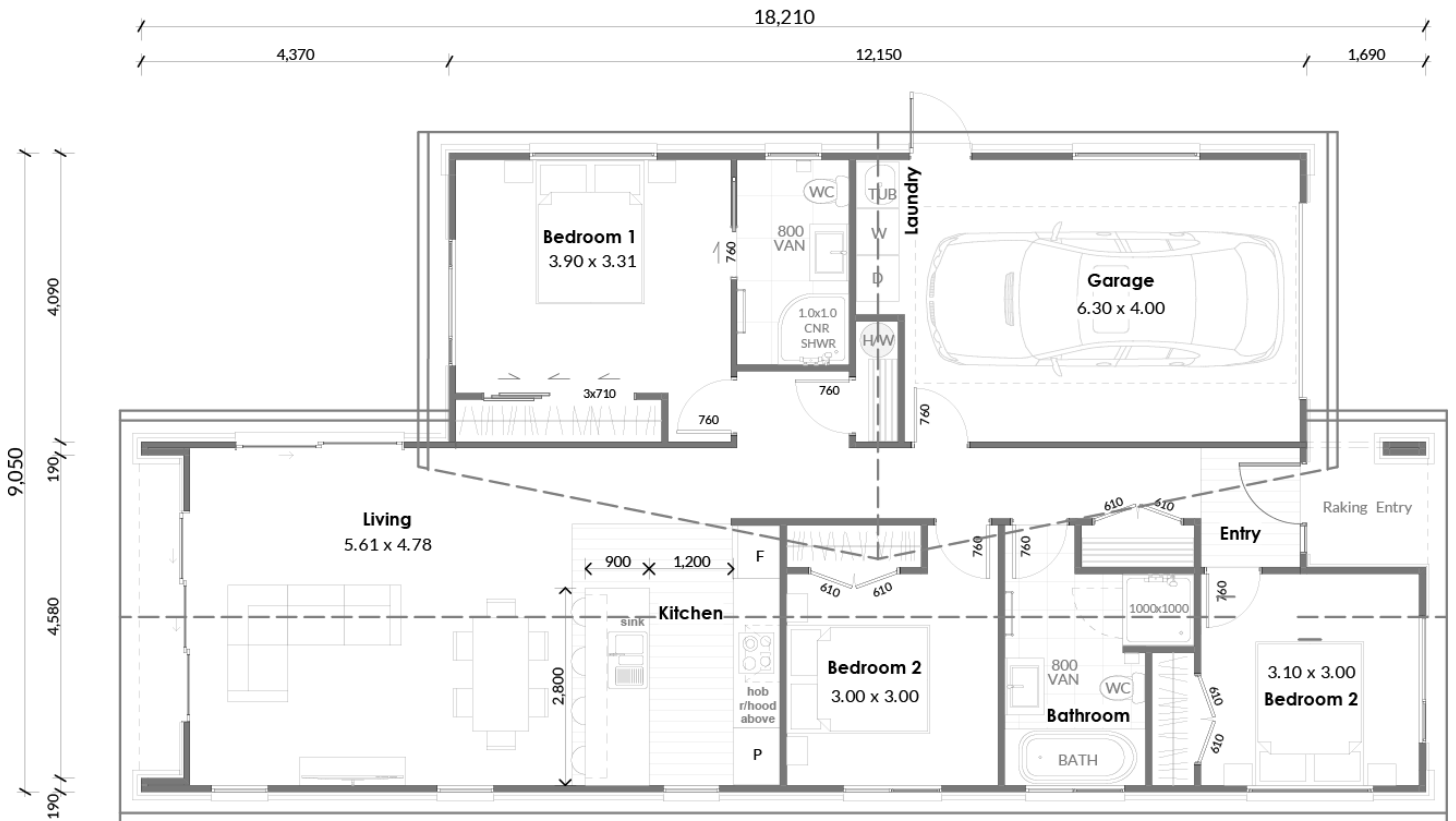 18,210
4,370
12,150
1,690
9,050
4,090
190
4,580
190
Bedroom 1
3.90 x 3.31
3x710
760
760
WC
800
VAN
1.0x1.0
CNR
SHWR
760
Laundry
TUB
W
D
H/W
760
Garage
6.30 x 4.00
Living
5.61 x 4.78
900
1,200
2,800
Kitchen
sink
F
hob
r/hood
above
P
610
610
Bedroom 2
3.00 x 3.00
760
760
610
610
1000x1000
800
VAN
WC
Bathroom
BATH
Entry
Raking Entry
760
610
610
3.10 x 3.00
Bedroom 2